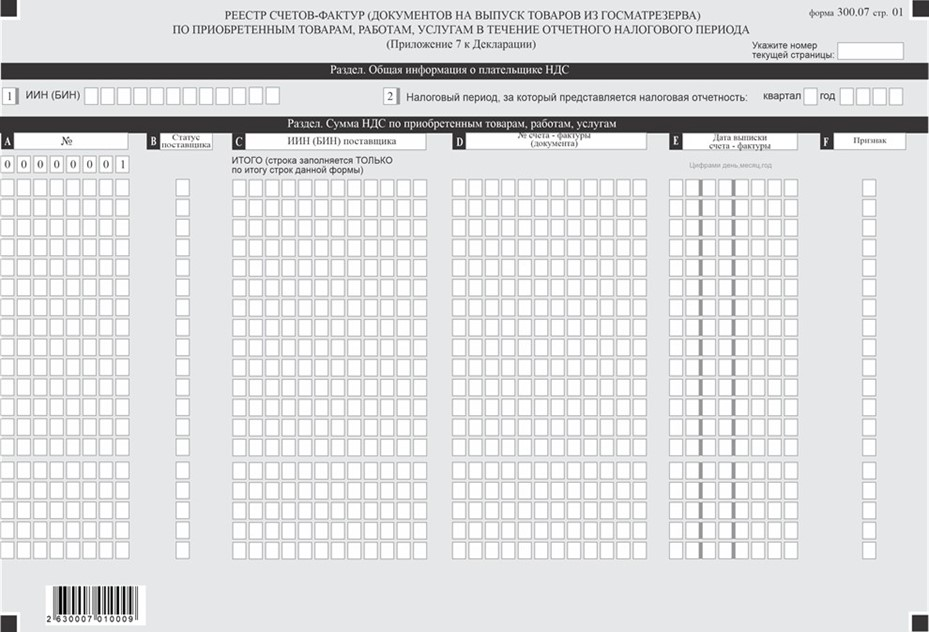 форма 300.07 стр. 01
РЕЕСТР СЧЕТОВ-ФАКТУР (ДОКУМЕНТОВ НА ВЫПУСК ТОВАРОВ ИЗ ГОСМАТРЕЗЕРВА)
ПО ПРИОБРЕТЕННЫМ ТОВАРАМ, РАБОТАМ, УСЛУГАМ В ТЕЧЕНИЕ ОТЧЕТНОГО НАЛОГОВОГО ПЕРИОДА
(Приложение 7 к Декларации)
Укажите номер
текущей страницы:
Раздел. Общая информация о плательщике НДС
1 ИИН (БИН) 2 Налоговый период, за который представляется налоговая отчетность: квартал год
Раздел. Сумма НДС по приобретенным товарам, работам, услугам
A № B Статус поставщика C ИИН (БИН) поставщика D № счета - фактуры (документа) E Дата выписки счета - фактуры F Признак
0 0 0 0 0 0 0 1 ИТОГО (строка заполняется ТОЛЬКО
по итогу строк данной формы) Цифрами день,месяц,год
2 630007 010009